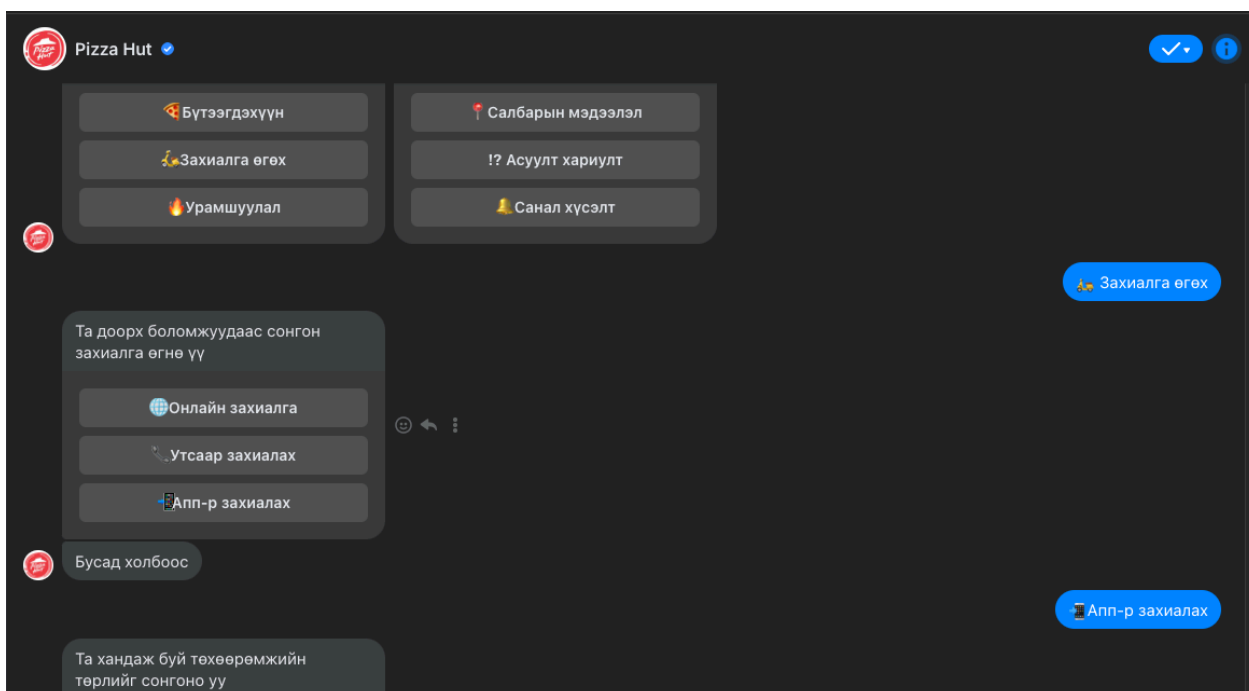 Pizza Hut
Бүтээгдэхүүн
Захиалга өгөх
Урамшуулал
Салбарын мэдээлэл
!? Асуулт хариулт
Санал хүсэлт
Захиалга өгөх
Та доорх боломжуудаас сонгон
захиалга өгнө үү
Онлайн захиалга
Утсаар захиалах
Апп-р захиалах
Бусад холбоос
Апп-р захиалах
Та хандаж буй төхөөрөмжийн
төрлийг сонгоно уу